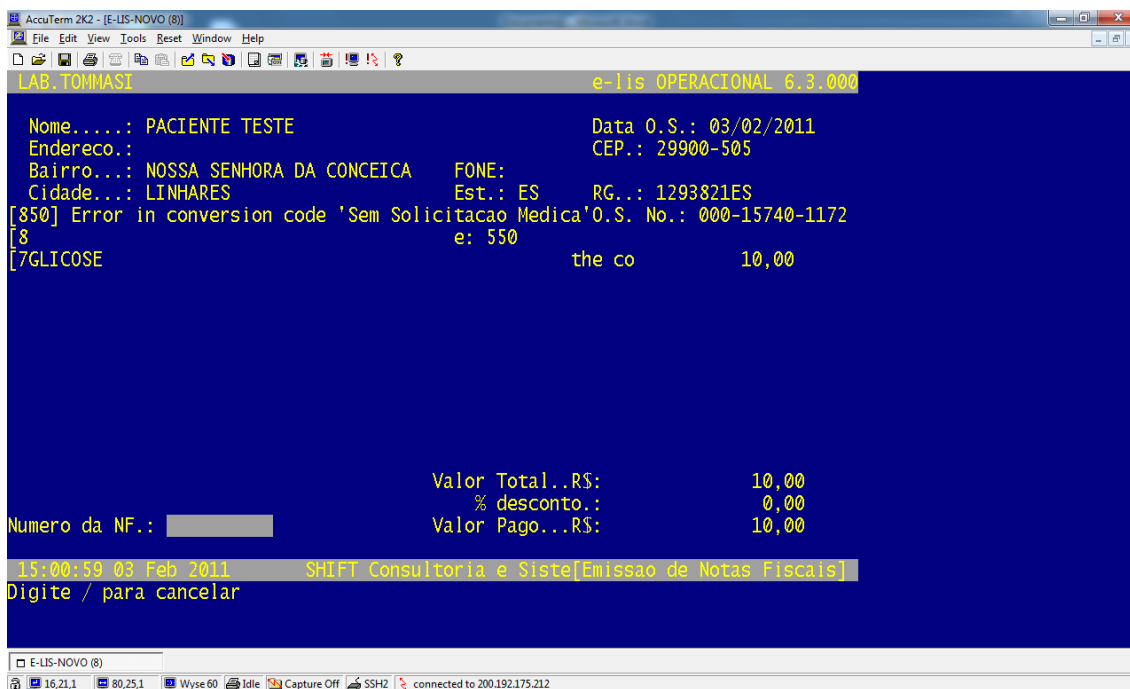 AccuTerm 2K2 - [E-LIS-NOVO (8)]
File Edit View Tools Reset Window Help
LAB.TOMMASI e-lis OPERACIONAL 6.3.000
Nome.....: PACIENTE TESTE Data O.S.: 03/02/2011
Endereco.: CEP.: 29900-505
Bairro...: NOSSA SENHORA DA CONCEICA FONE:
Cidade...: LINHARES Est.: ES RG..: 1293821ES
[850] Error in conversion code 'Sem Solicitacao Medica'O.S. No.: 000-15740-1172
[8 e: 550
[7GLICOSE the co 10,00
Valor Total..R$: 10,00
% desconto.: 0,00
Numero da NF.: Valor Pago...R$: 10,00
15:00:59 03 Feb 2011 SHIFT Consultoria e Siste[Emissao de Notas Fiscais]
Digite / para cancelar
E-LIS-NOVO (8)
16,21,1 80,25,1 Wyse 60 Idle Capture Off SSH2 connected to 200.192.175.212